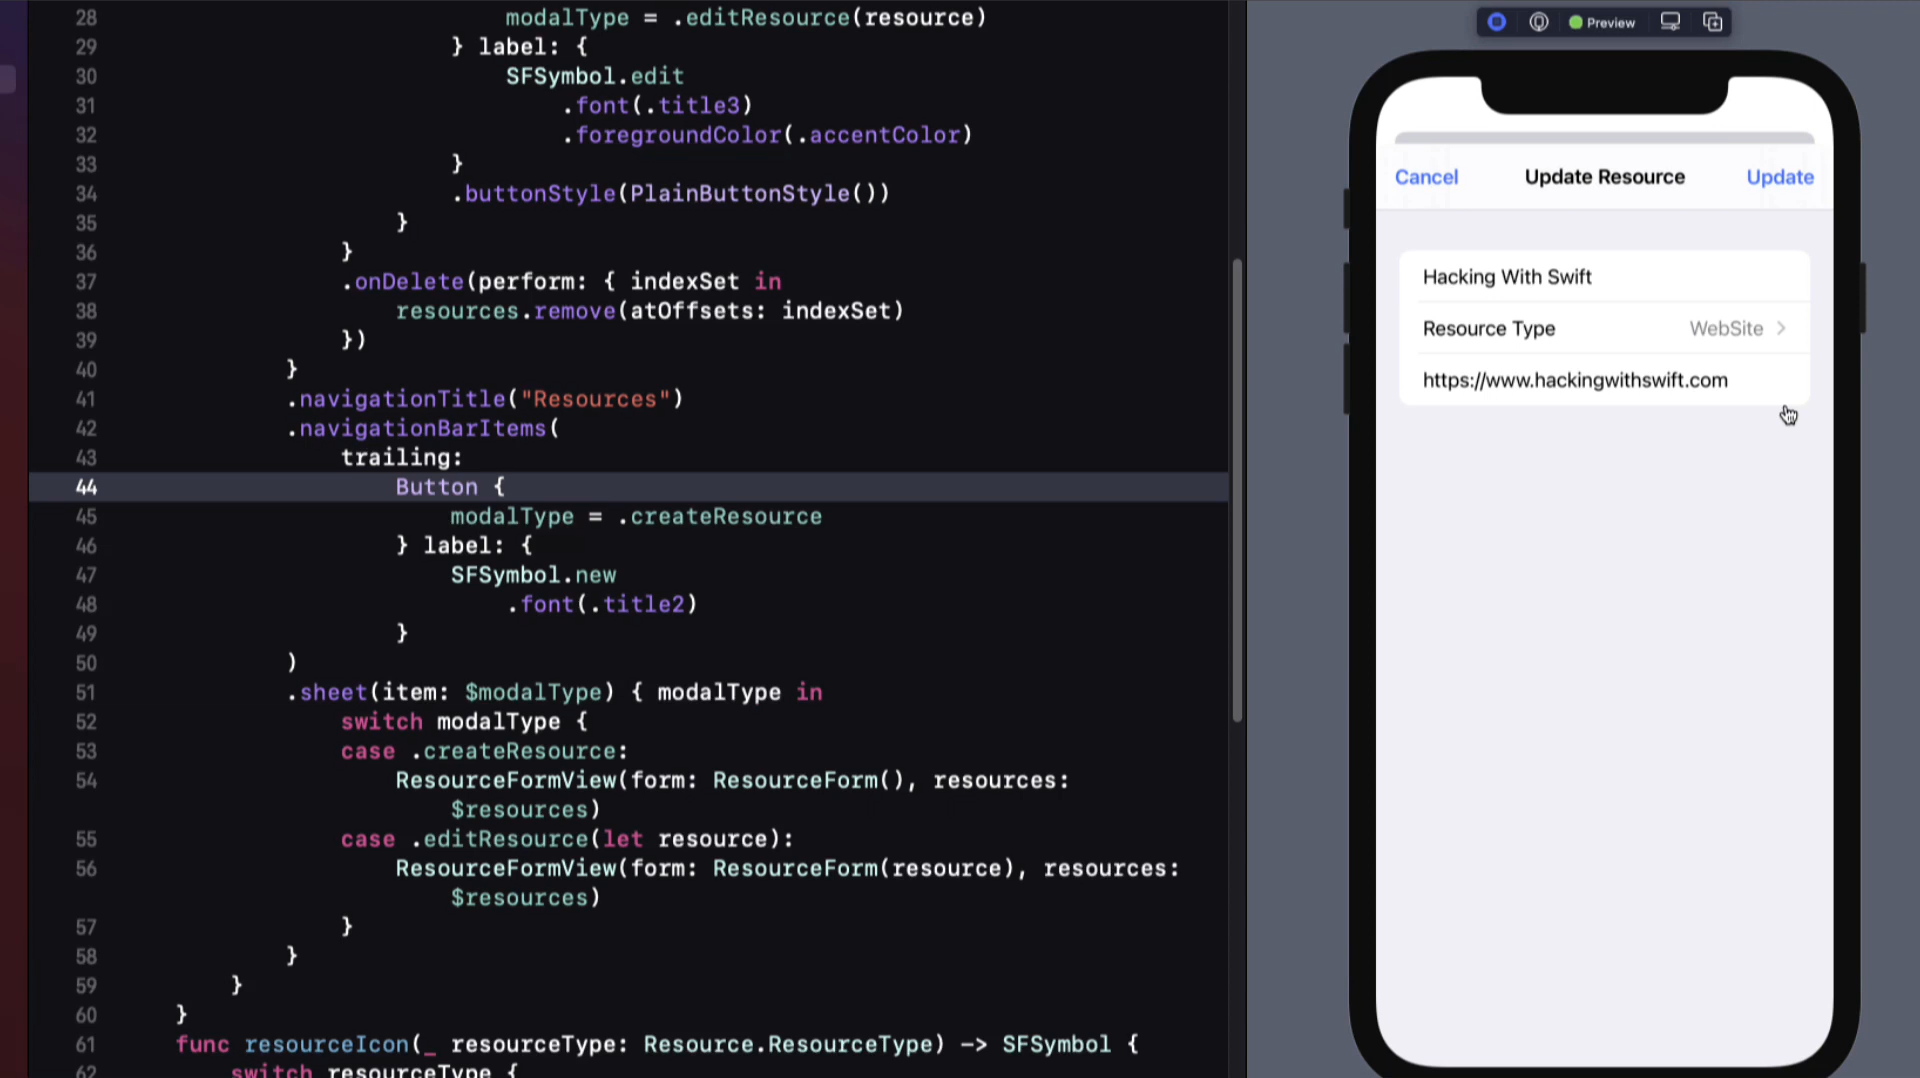 28 modalType = .editResource(resource)
29 } label: {
30 SFSymbol.edit
31 .font(.title3)
32 .foregroundColor(.accentColor)
33 }
34 .buttonStyle(PlainButtonStyle())
35 }
36 }
37 .onDelete(perform: { indexSet in
38 resources.remove(atOffsets: indexSet)
39 })
40 }
41 .navigationTitle("Resources")
42 .navigationBarItems(
43 trailing:
44 Button {
45 modalType = .createResource
46 } label: {
47 SFSymbol.new
48 .font(.title2)
49 }
50 )
51 .sheet(item: $modalType) { modalType in
52 switch modalType {
53 case .createResource:
54 ResourceFormView(form: ResourceForm(), resources:
$resources)
55 case .editResource(let resource):
56 ResourceFormView(form: ResourceForm(resource), resources:
$resources)
57 }
58 }
59 }
60 }
61 func resourceIcon(_ resourceType: Resource.ResourceType) -> SFSymbol {
62 switch resourceType {
Preview
Cancel Update Resource Update
Hacking With Swift
Resource Type WebSite
https://www.hackingwithswift.com